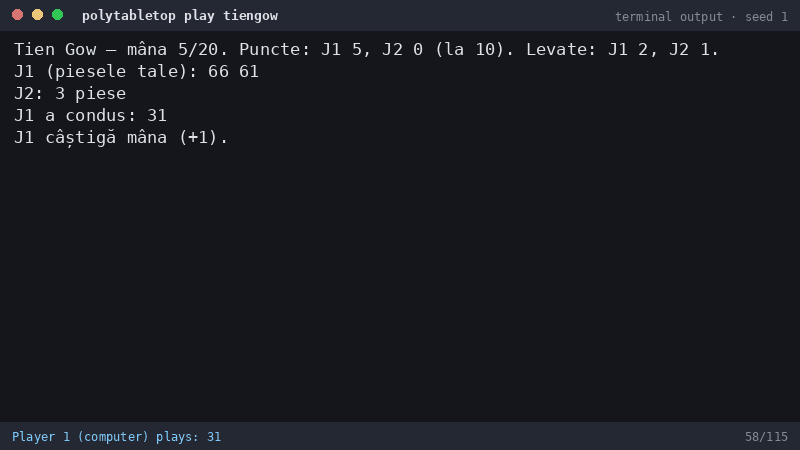 polytabletop play tiengow
terminal output · seed 1
Tien Gow — mâna 5/20. Puncte: J1 5, J2 0 (la 10). Levate: J1 2, J2 1.
J1 (piesele tale): 66 61
J2: 3 piese
J1 a condus: 31
J1 câștigă mâna (+1).
Player 1 (computer) plays: 31
58/115